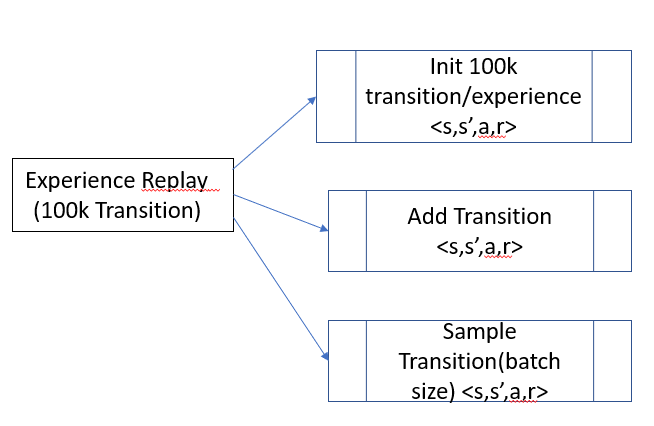 Init 100k
transition/experience
<s,s’,a,r>
Experience Replay
(100k Transition)
Add Transition
<s,s’,a,r>
Sample
Transition(batch
size) <s,s’,a,r>